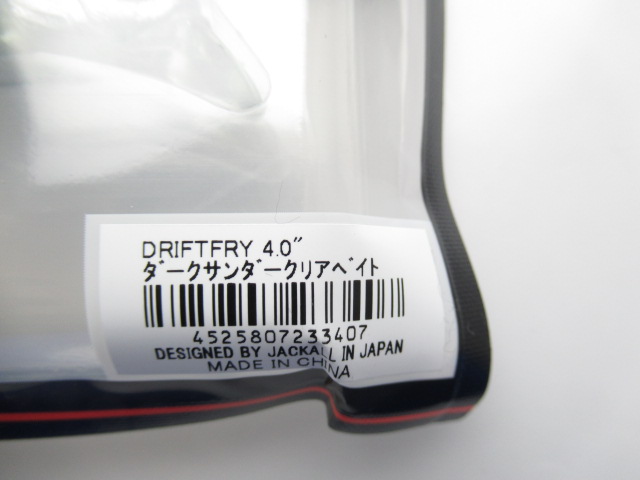 DRIFTFRY 4.0"
ﾀﾞｰｸｻﾝﾀﾞｰｸﾘｱﾍﾞｲﾄ
4525807233407
DESIGNED BY JACKALL IN JAPAN
MADE IN CHINA